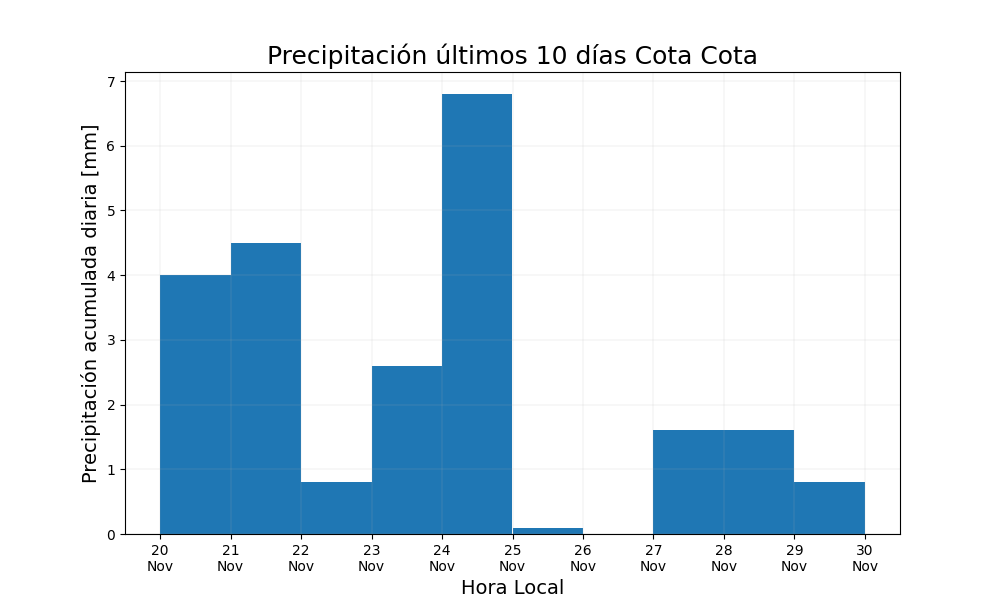 Precipitación últimos 10 días Cota Cota
Precipitación acumulada diaria [mm]
7
6
5
4
3
2
1
0
20 21 22 23 24 25 26 27 28 29 30
Nov Nov Nov Nov Nov Nov Nov Nov Nov Nov Nov
Hora Local